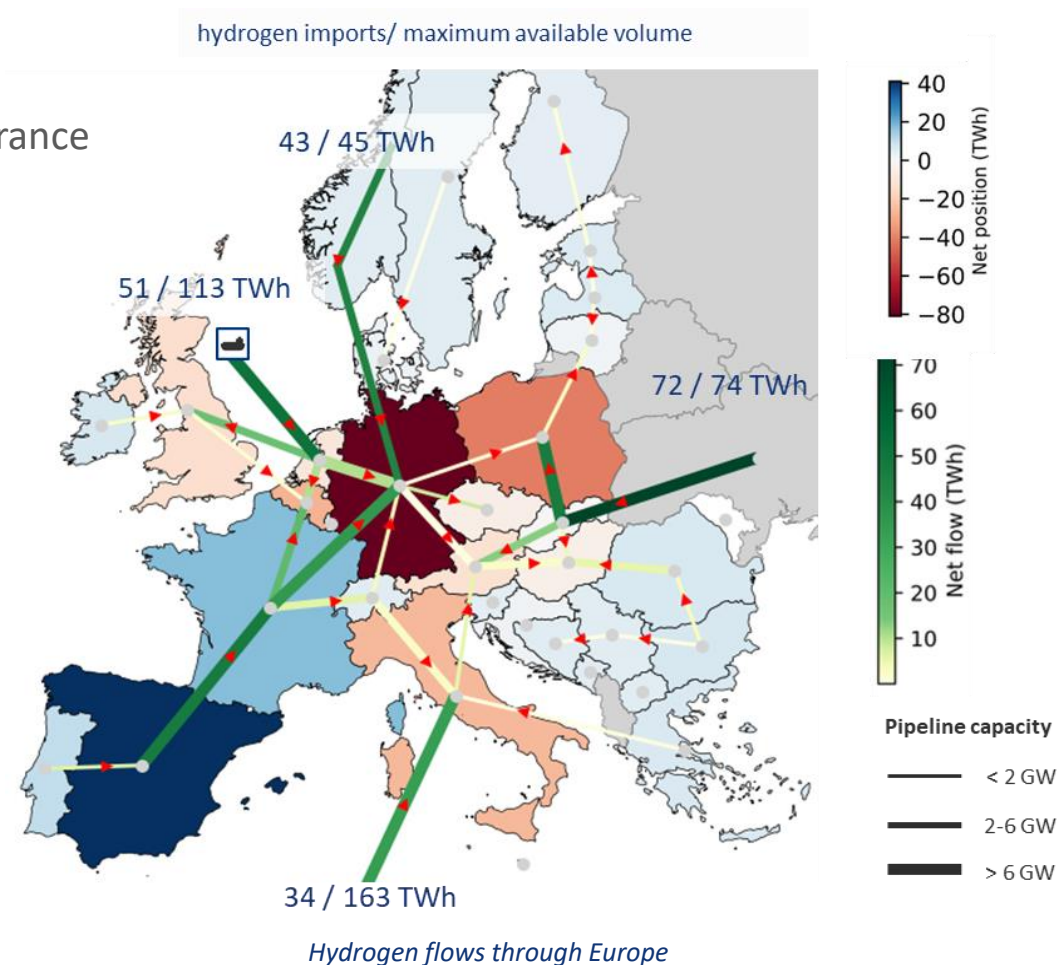 hydrogen imports/ maximum available volume
rance
43 / 45 TWh
51 / 113 TWh
72 / 74 TWh
34 / 163 TWh
Hydrogen flows through Europe
40
20
0
−20
−40
−60
−80
Net position (TWh)
70
60
50
40
30
20
10
Net flow (TWh)
Pipeline capacity
< 2 GW
2-6 GW
> 6 GW